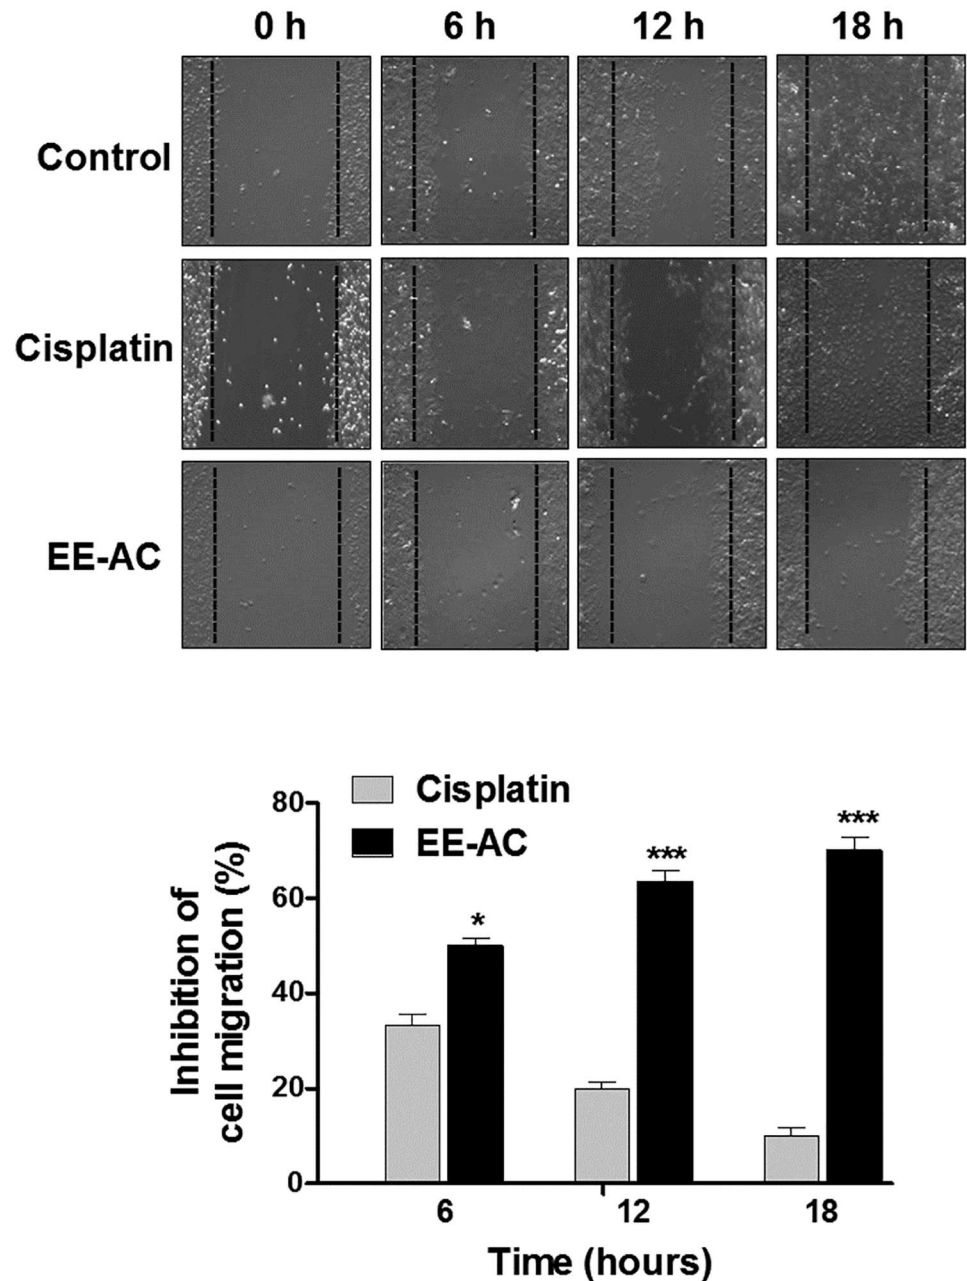 0 h 6 h 12 h 18 h
Control
Cisplatin
EE-AC
Cisplatin
EE-AC
Inhibition of
cell migration (%)
80
60
40
20
0
*
***
***
6 12 18
Time (hours)